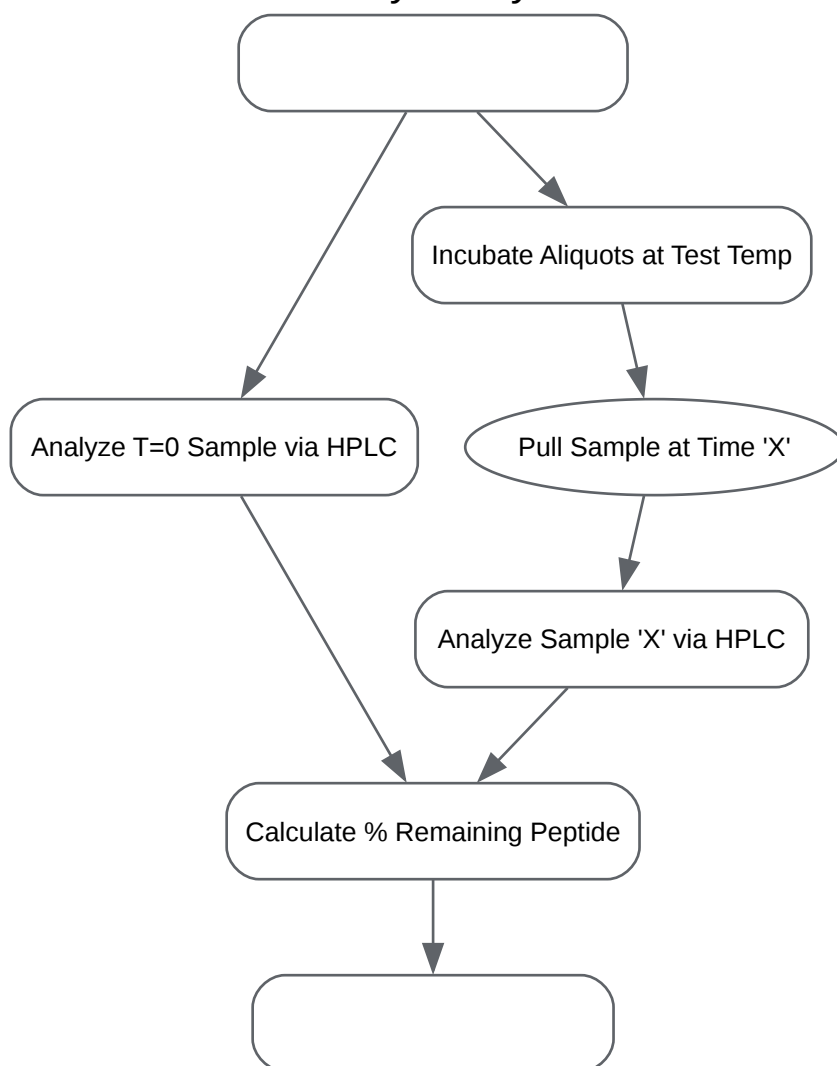 Incubate Aliquots at Test Temp
Analyze T=0 Sample via HPLC
Pull Sample at Time 'X'
Analyze Sample 'X' via HPLC
Calculate % Remaining Peptide